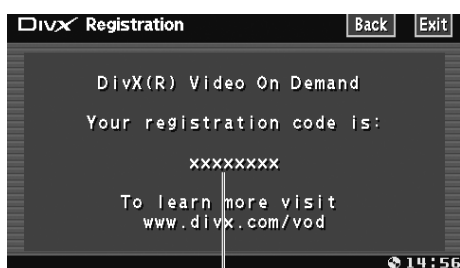 DIVX Registration Back Exit
DivX(R) Video On Demand
Your registration code is:
xxxxxxxx
To learn more visit
www.divx.com/vod
14:56